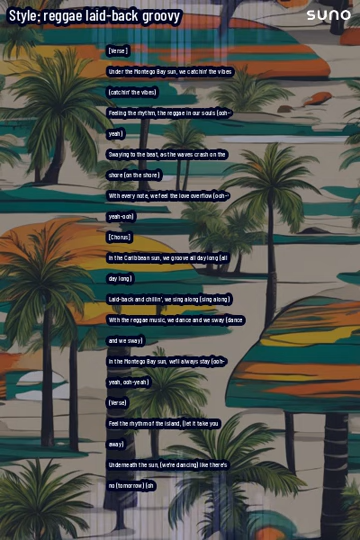 Style: reggae laid-back groovy
suno
[Verse]
Under the Montego Bay sun, we catchin' the vibes
(catchin' the vibes)
Feeling the rhythm, the reggae in our souls (ooh-
yeah)
Swaying to the beat, as the waves crash on the
shore (on the shore)
With every note, we feel the love overflow (ooh-
yeah-ooh)
[Chorus]
In the Caribbean sun, we groove all day long (all
day long)
Laid-back and chillin', we sing along (sing along)
With the reggae music, we dance and we sway (dance
and we sway)
In the Montego Bay sun, we'll always stay (ooh-
yeah, ooh-yeah)
(Verse)
Feel the rhythm of the island, (let it take you
away)
Underneath the sun, (we're dancing) like there's
no (tomorrow) (oh